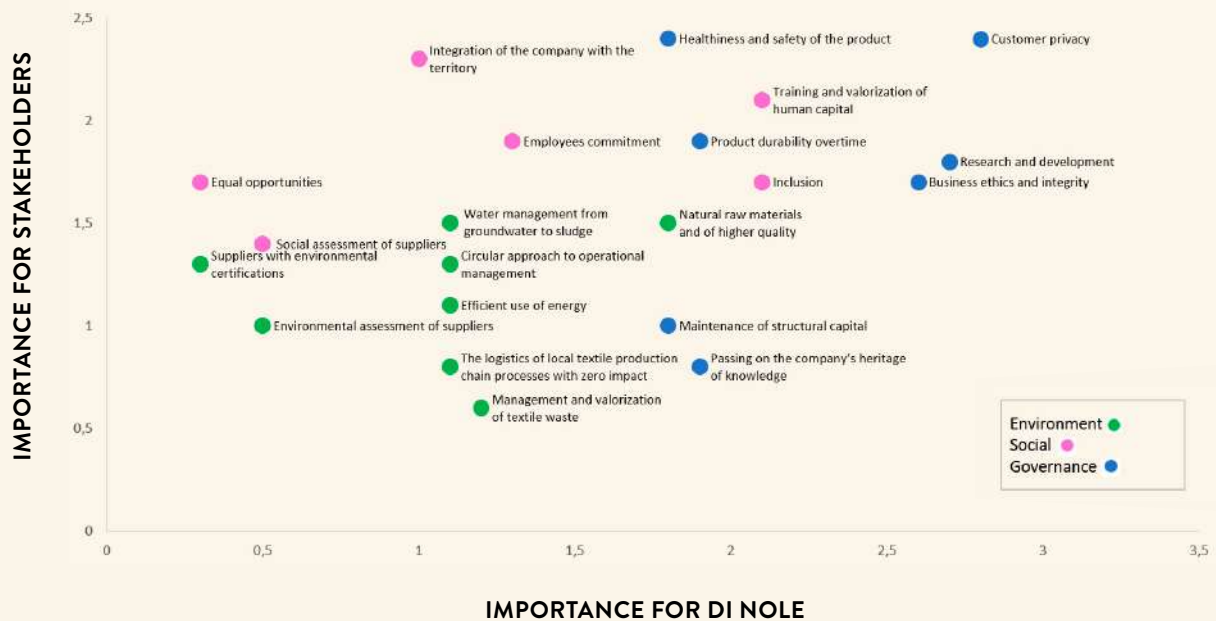 IMPORTANCE FOR STAKEHOLDERS
2,5
2
1,5
1
0,5
0
Healthiness and safety of the product
Customer privacy
Integration of the company with the
territory
Training and valorization of
human capital
Employees commitment
Product durability overtime
Research and development
Equal opportunities
Inclusion
Business ethics and integrity
Water management from
groundwater to sludge
Natural raw materials
and of higher quality
Social assessment of suppliers
Suppliers with environmental
certifications
Circular approach to operational
management
Efficient use of energy
Environmental assessment of suppliers
Maintenance of structural capital
The logistics of local textile production
chain processes with zero impact
Passing on the company's heritage
of knowledge
Management and valorization
of textile waste
Environment
Social
Governance
0
0,5
1
1,5
2
2,5
3
3,5
IMPORTANCE FOR DI NOLE